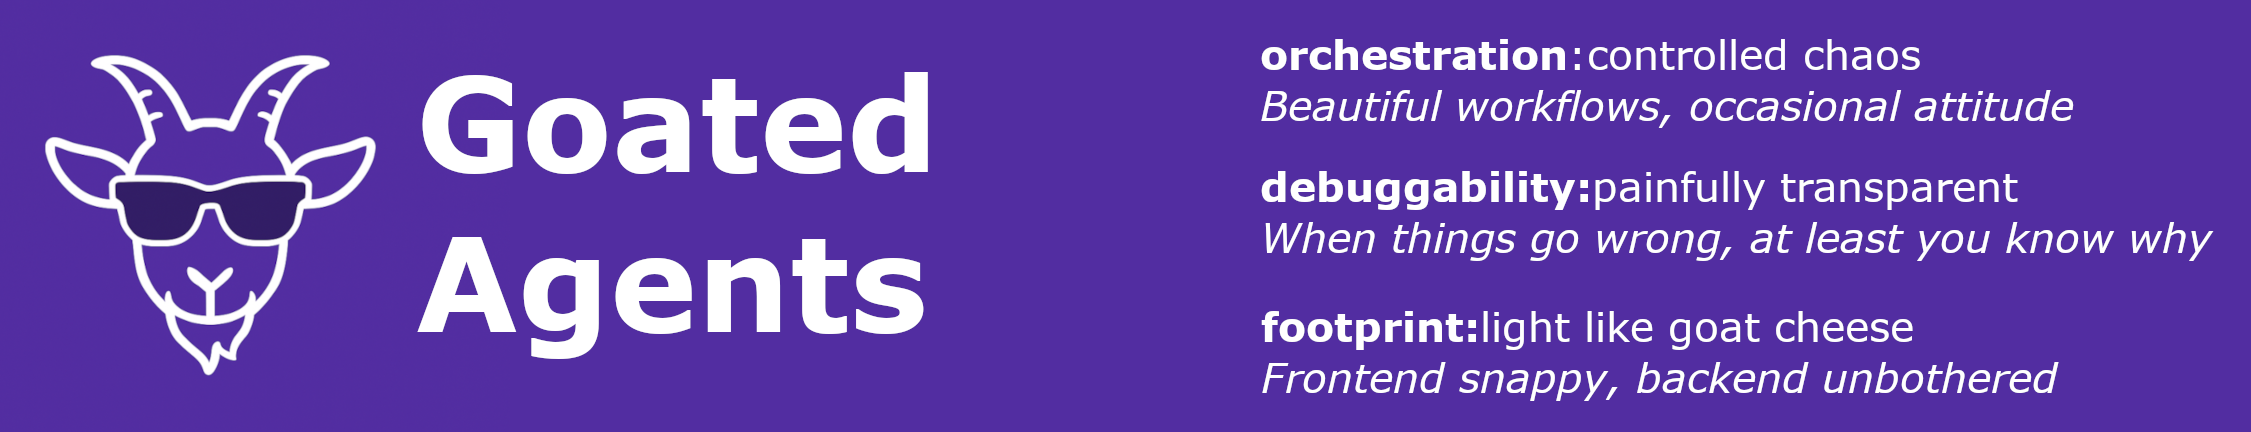 Goated
Agents
orchestration:controlled chaos
Beautiful workflows, occasional attitude
debuggability:painfully transparent
When things go wrong, at least you know why
footprint:light like goat cheese
Frontend snappy, backend unbothered